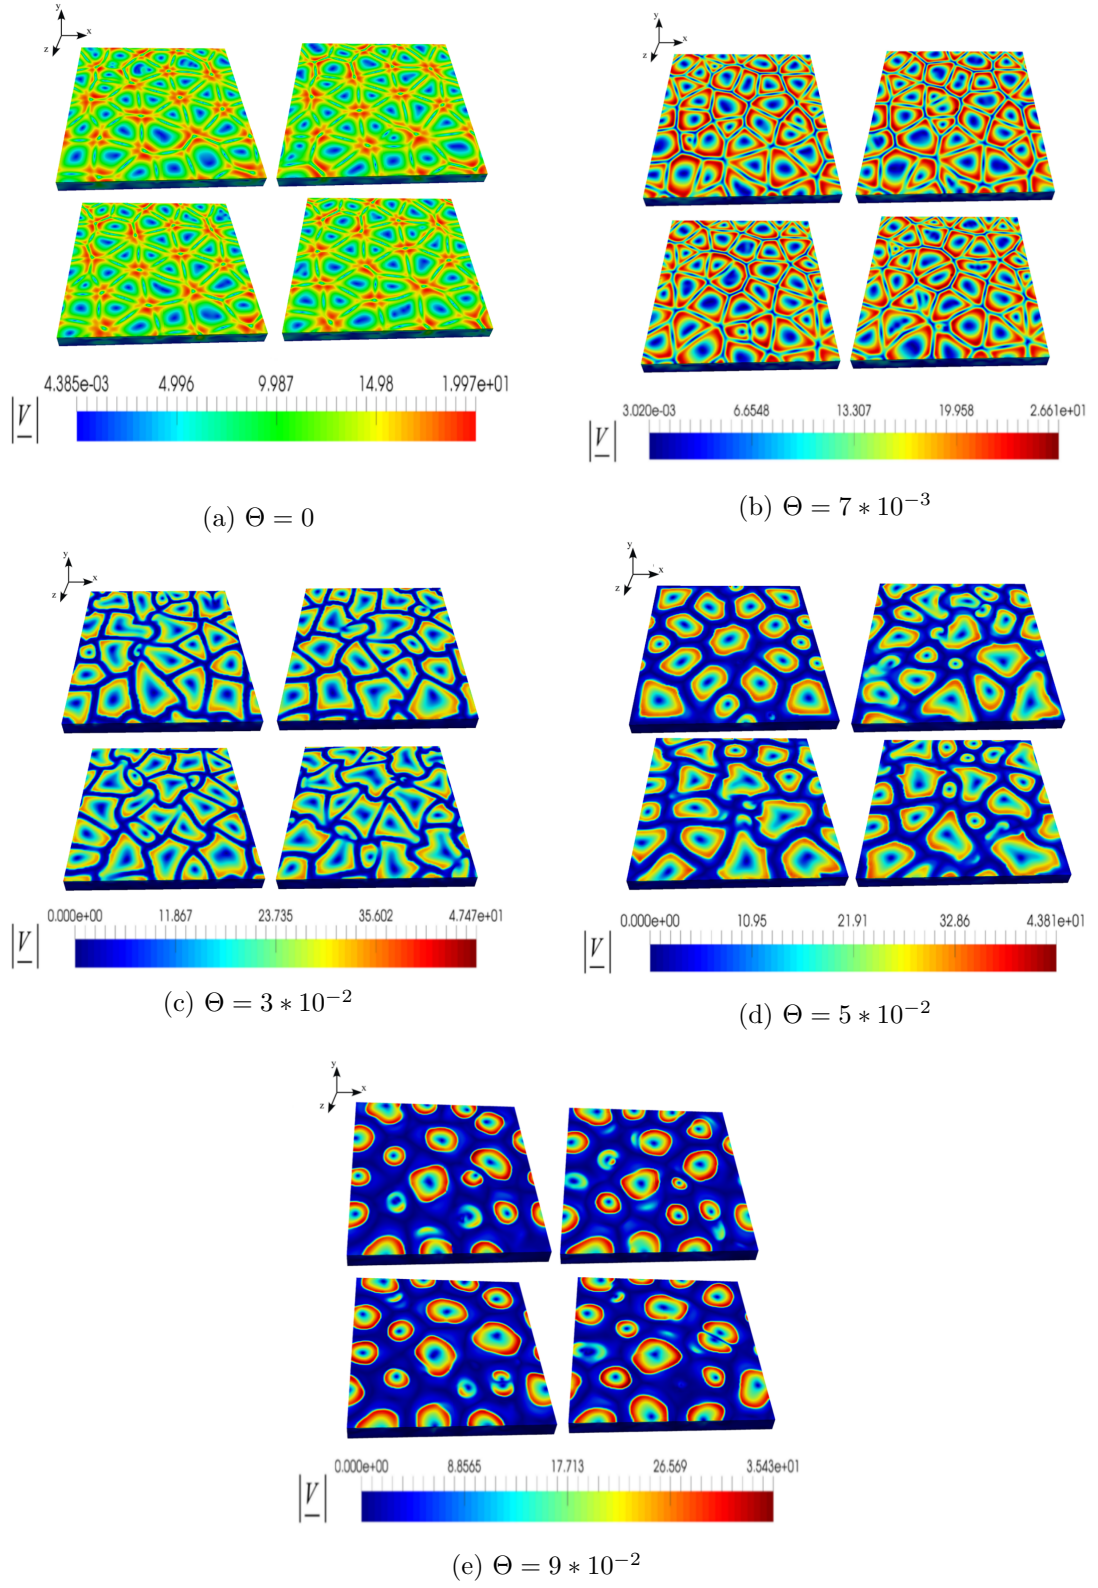 y
x
z
y
x
z
4.385e-03 4.996 9.987 14.98 1.997e+01
|V|
3.020e-03 6.6548 13.307 19.958 2.661e+01
|V|
(a) Θ = 0
(b) Θ = 7 ∗ 10⁻³
y
x
z
y
x
z
0.000e+00 11.867 23.735 35.602 4.747e+01
|V|
0.000e+00 10.95 21.91 32.86 4.381e+01
|V|
(c) Θ = 3 ∗ 10⁻²
(d) Θ = 5 ∗ 10⁻²
y
x
z
0.000e+00 8.8565 17.713 26.569 3.543e+01
|V|
(e) Θ = 9 ∗ 10⁻²